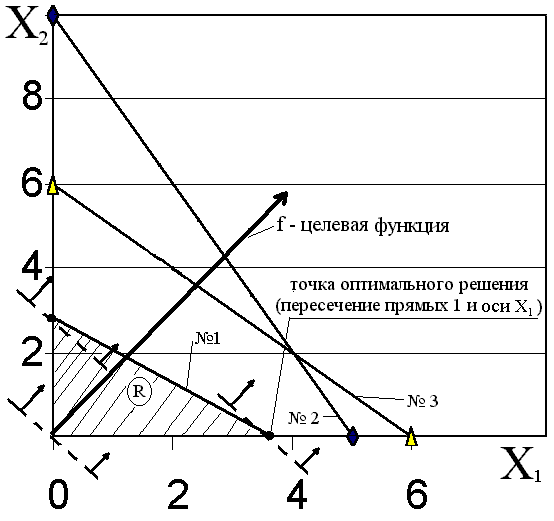 X2
8
6
f - целевая функция
4
точка оптимального решения
(пересечение прямых 1 и оси X1)
№1
2
R
№ 3
№ 2
X1
0
2
4
6